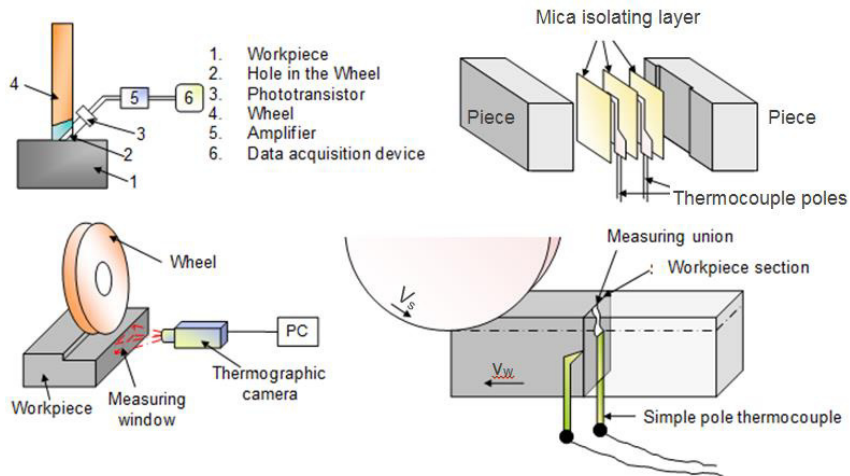 1. Workpiece
2. Hole in the Wheel
3. Phototransistor
4. Wheel
5. Amplifier
6. Data acquisition device
4
5
6
3
2
1
Mica isolating layer
Piece
Piece
Thermocouple poles
Wheel
PC
Thermographic
camera
Measuring
window
Workpiece
Measuring union
: Workpiece section
Vs
Vw
Simple pole thermocouple